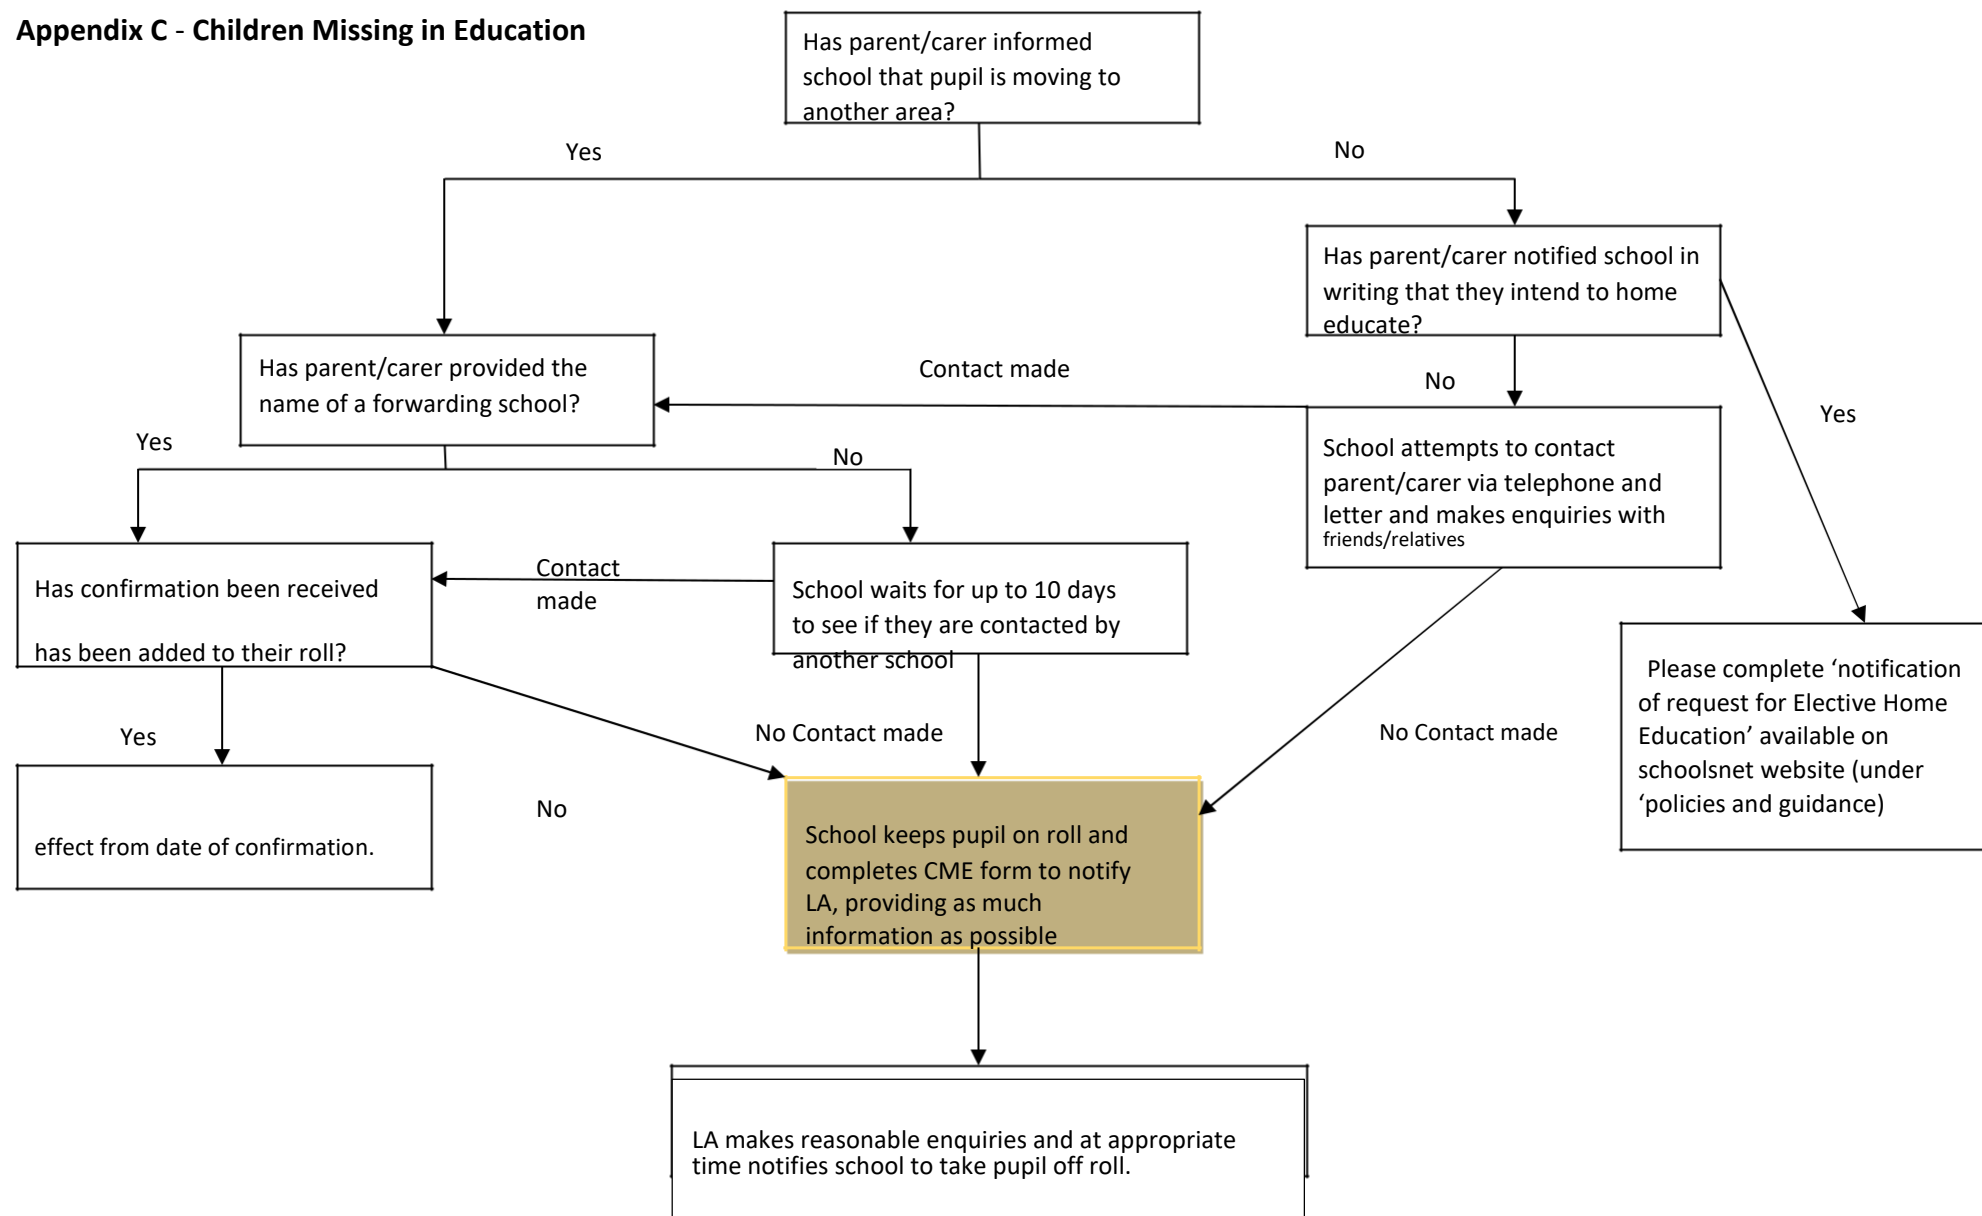 Appendix C - Children Missing in Education
Has parent/carer informed
school that pupil is moving to
another area?
Yes
No
Has parent/carer notified school in
writing that they intend to home
educate?
Has parent/carer provided the
name of a forwarding school?
Contact made
No
Yes
Yes
No
School attempts to contact
parent/carer via telephone and
letter and makes enquiries with
friends/relatives
Has confirmation been received
has been added to their roll?
Contact
made
School waits for up to 10 days
to see if they are contacted by
another school
Please complete ‘notification
of request for Elective Home
Education’ available on
schoolsnet website (under
‘policies and guidance)
Yes
No Contact made
No Contact made
effect from date of confirmation.
No
School keeps pupil on roll and
completes CME form to notify
LA, providing as much
information as possible
LA makes reasonable enquiries and at appropriate
time notifies school to take pupil off roll.